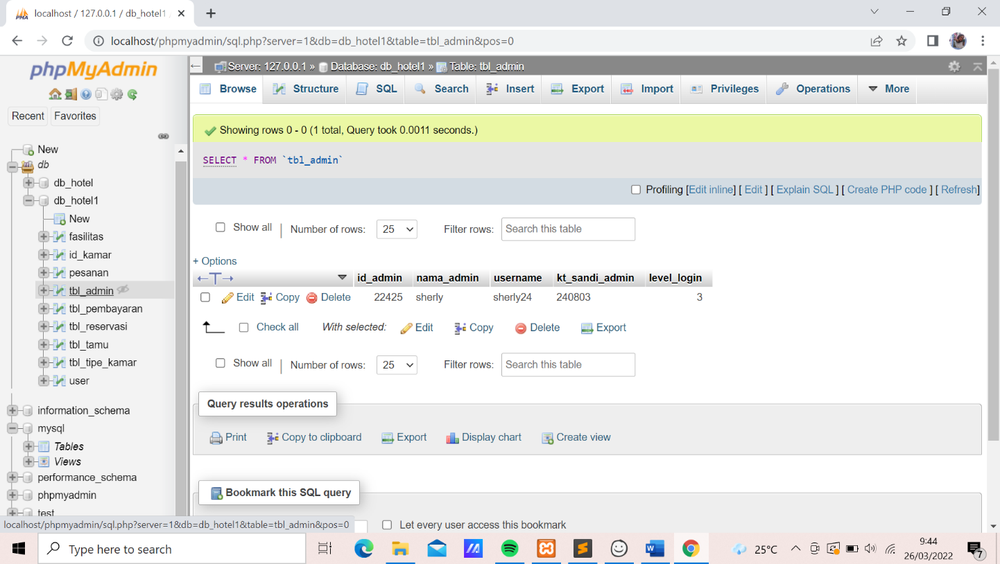 localhost / 127.0.0.1 / db_hotel1 /
localhost/phpmyadmin/sql.php?server=1&db=db_hotel1&table=tbl_admin&pos=0
phpMyAdmin
Recent Favorites
New
db
db_hotel
db_hotel1
New
fasilitas
id_kamar
pesanan
tbl_admin
tbl_pembayaran
tbl_reservasi
tbl_tamu
tbl_tipe_kamar
user
information_schema
mysql
Tables
Views
performance_schema
phpmyadmin
test
localhost/phpmyadmin/sql.php?server=1&db=db_hotel1&table=tbl_admin&pos=0
Server: 127.0.0.1 » Database: db_hotel1 » Table: tbl_admin
Browse Structure SQL Search Insert Export Import Privileges Operations More
Showing rows 0 - 0 (1 total, Query took 0.0011 seconds.)
SELECT * FROM `tbl_admin`
Profiling [Edit inline] [ Edit ] [ Explain SQL ] [ Create PHP code ] [ Refresh]
Show all | Number of rows: 25 Filter rows: Search this table
+ Options
←T→ id_admin nama_admin username kt_sandi_admin level_login
Edit Copy Delete 22425 sherly sherly24 240803 3
Check all With selected: Edit Copy Delete Export
Show all | Number of rows: 25 Filter rows: Search this table
Query results operations
Print Copy to clipboard Export Display chart Create view
Bookmark this SQL query
Let every user access this bookmark
Type here to search
25°C
9:44
26/03/2022
7